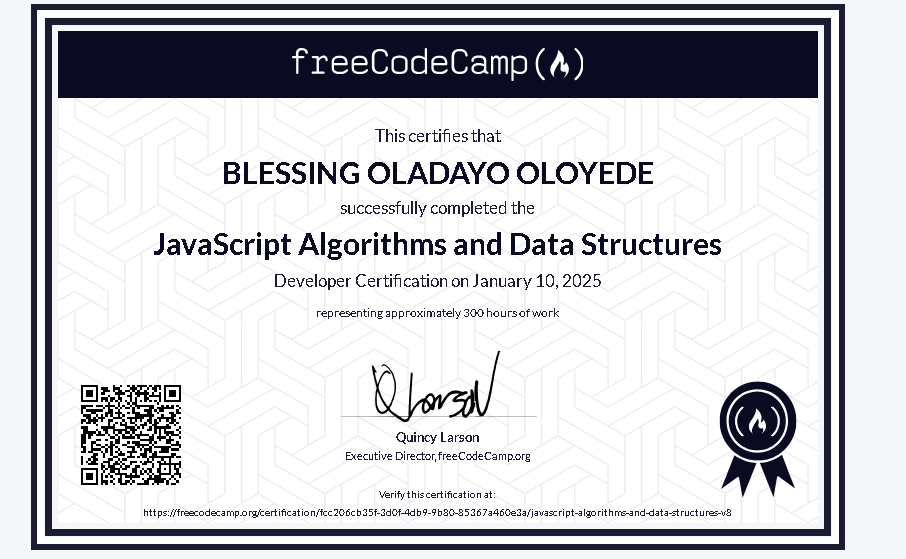 freeCodeCamp
This certifies that
BLESSING OLADAYO OLOYEDE
successfully completed the
JavaScript Algorithms and Data Structures
Developer Certification on January 10, 2025
representing approximately 300 hours of work
QLarson
Quincy Larson
Executive Director, freeCodeCamp.org
Verify this certification at:
https://freecodecamp.org/certification/fcc206cb35f-3d0f-4db9-9b80-85367a460e3a/javascript-algorithms-and-data-structures-v8